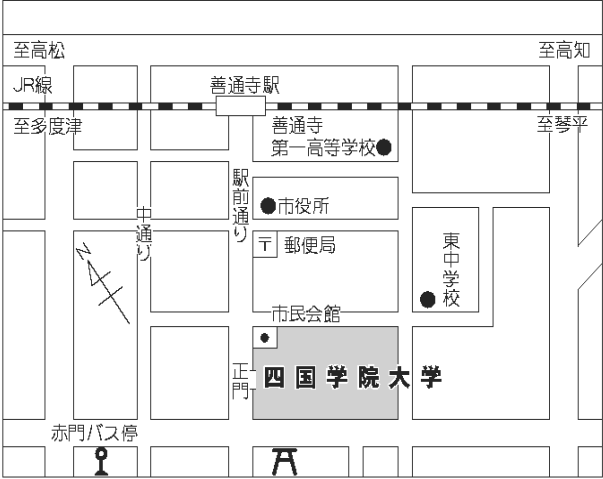 至高松
至高知
JR線
善通寺駅
至多度津
善通寺
第一高等学校
至琴平
駅前通り
市役所
中通り
〒 郵便局
東中学校
N
市民会館
正門
四国学院大学
赤門バス停